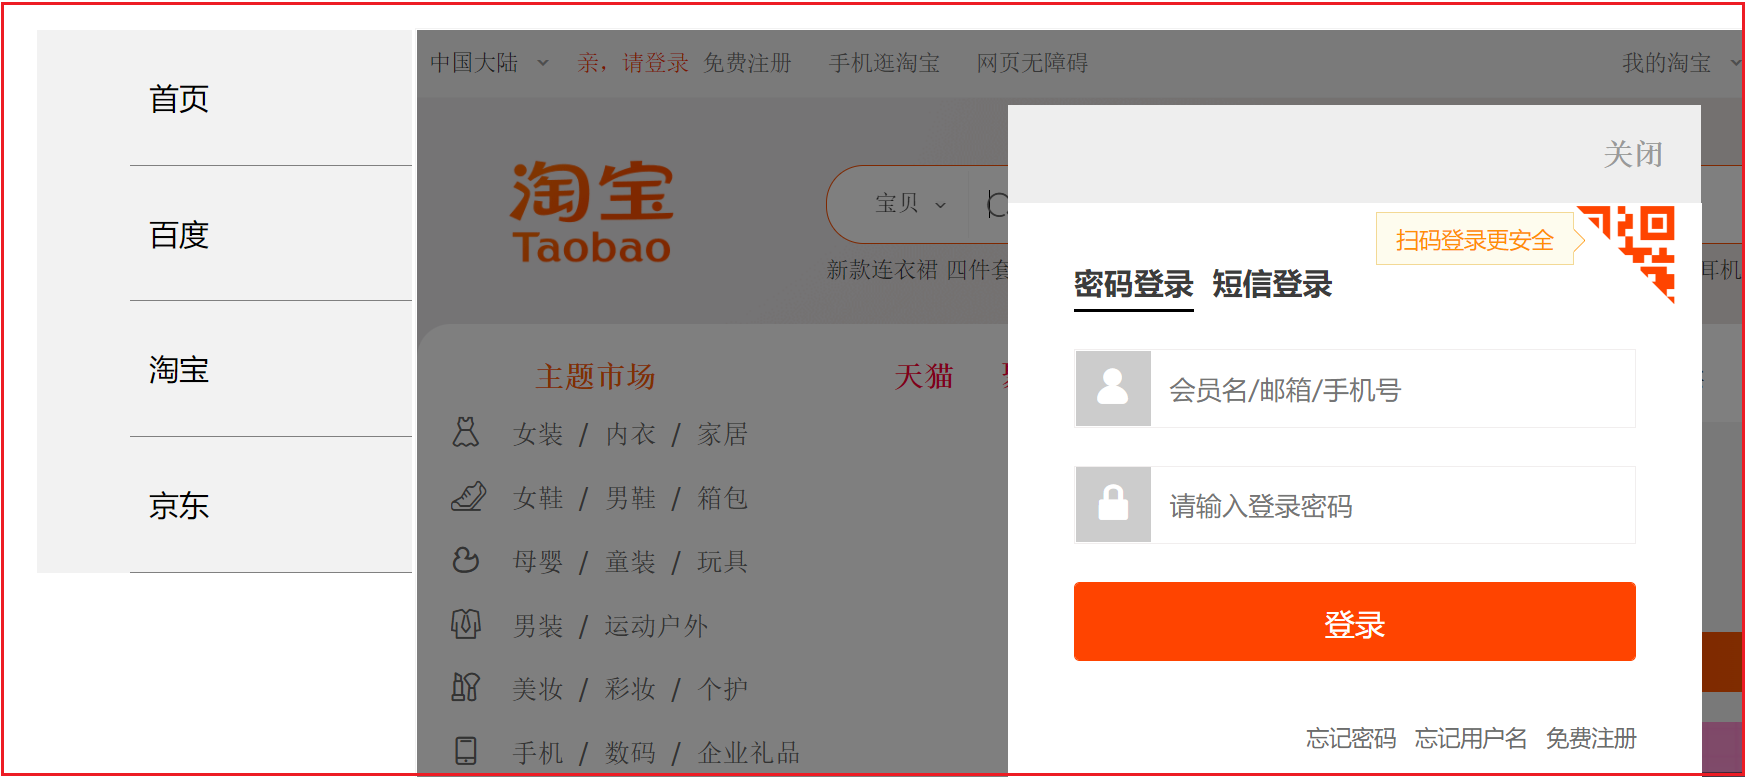 首页
百度
淘宝
京东
中国大陆 亲，请登录 免费注册 手机逛淘宝 网页无障碍 我的淘宝
淘宝
Taobao
宝贝
新款连衣裙 四件套
耳机
主题市场 天猫
女装 / 内衣 / 家居
女鞋 / 男鞋 / 箱包
母婴 / 童装 / 玩具
男装 / 运动户外
美妆 / 彩妆 / 个护
手机 / 数码 / 企业礼品
关闭
扫码登录更安全
密码登录 短信登录
会员名/邮箱/手机号
请输入登录密码
登录
忘记密码 忘记用户名 免费注册